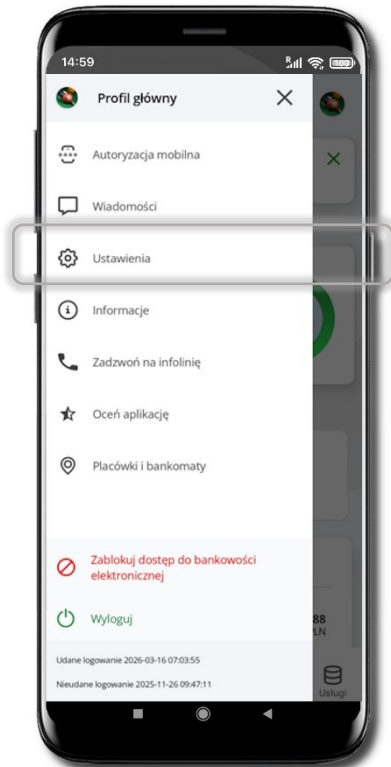 14:59
Profil główny
Autoryzacja mobilna
Wiadomości
Ustawienia
Informacje
Zadzwoń na infolinię
Oceń aplikację
Placówki i bankomaty
Zablokuj dostęp do bankowości
elektronicznej
Wyloguj
88
PLN
Udane logowanie 2026-03-16 07:03:55
Nieudane logowanie 2025-11-26 09:47:11
Usługi